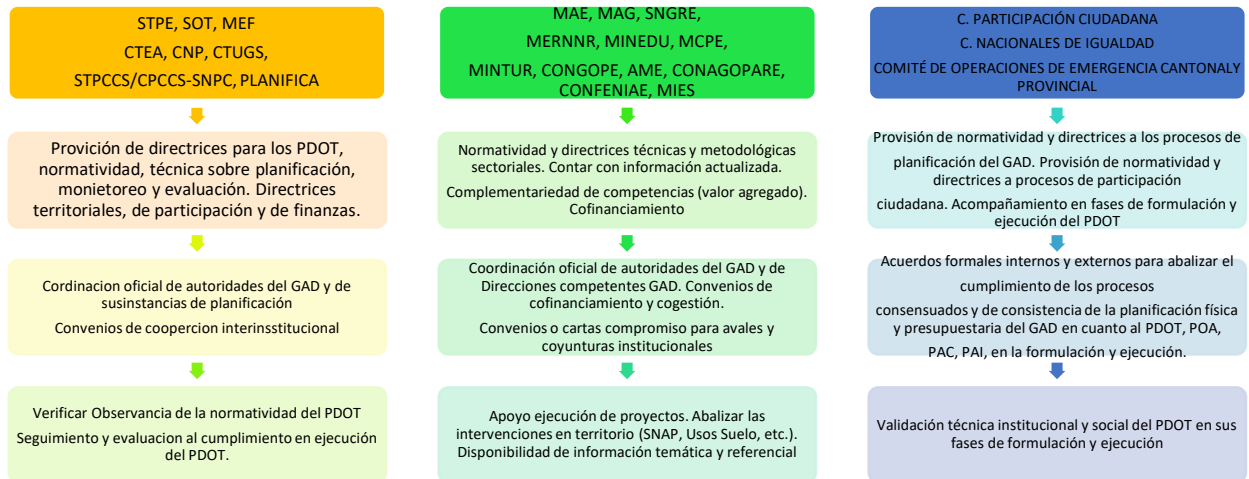 STPE, SOT, MEF
CTEA, CNP, CTUGS
STPCCS/CPCCS-SNPC, PLANIFICA
Provición de directrices para los PDOT,
normatividad, técnica sobre planificación,
monietoreo y evaluación. Directrices
territoriales, de participación y de finanzas.
Cordinacion oficial de autoridades del GAD y de
susinstancias de planificación
Convenios de coopercion interinsstitucional
Verificar Observancia de la normatividad del PDOT
Seguimiento y evaluacion al cumplimiento en ejecución
del PDOT.
MAE, MAG, SNGRE,
MERNNR, MINEDU, MCPE,
MINTUR, CONGOPE, AME, CONAGOPARE,
CONFENIAE, MIES
Normatividad y directrices técnicas y metodológicas
sectoriales. Contar con información actualizada.
Complementariedad de competencias (valor agregado).
Cofinanciamiento
Coordinación oficial de autoridades del GAD y de
Direcciones competentes GAD. Convenios de
cofinanciamiento y cogestión.
Convenios o cartas compromiso para avales y
coyunturas institucionales
Apoyo ejecución de proyectos. Abalizar las
intervenciones en territorio (SNAP, Usos Suelo, etc.).
Disponibilidad de información temática y referencial
C. PARTICIPACIÓN CIUDADANA
C. NACIONALES DE IGUALDAD
COMITÉ DE OPERACIONES DE EMERGENCIA CANTONALY
PROVINCIAL
Provisión de normatividad y directrices a los procesos de
planificación del GAD. Provisión de normatividad y
directrices a procesos de participación
ciudadana. Acompañamiento en fases de formulación y
ejecución del PDOT
Acuerdos formales internos y externos para abalizar el
cumplimiento de los procesos
consensuados y de consistencia de la planificación física
y presupuestaria del GAD en cuanto al PDOT, POA,
PAC, PAI, en la formulación y ejecución.
Validación técnica institucional y social del PDOT en sus
fases de formulación y ejecución